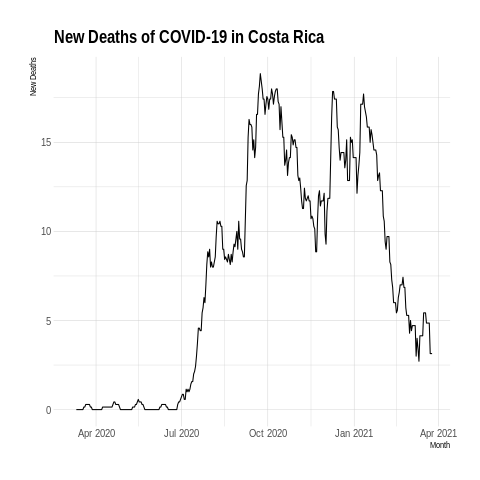 New Deaths of COVID-19 in Costa Rica
New Deaths
15
10
5
0
Apr 2020 Jul 2020 Oct 2020 Jan 2021 Apr 2021
Month